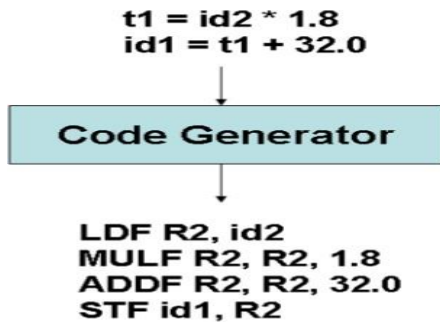 t1 = id2 * 1.8
id1 = t1 + 32.0
Code Generator
LDF R2, id2
MULF R2, R2, 1.8
ADDF R2, R2, 32.0
STF id1, R2